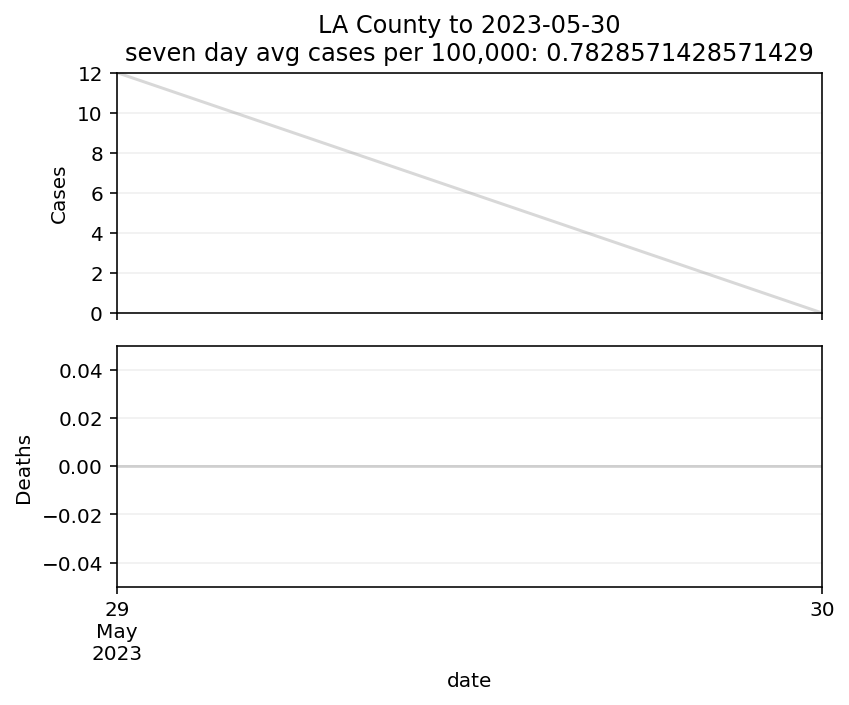 LA County to 2023-05-30
seven day avg cases per 100,000: 0.7828571428571429
12
10
8
6
4
2
0
Cases
0.04
0.02
0.00
−0.02
−0.04
Deaths
29
May
2023
30
date